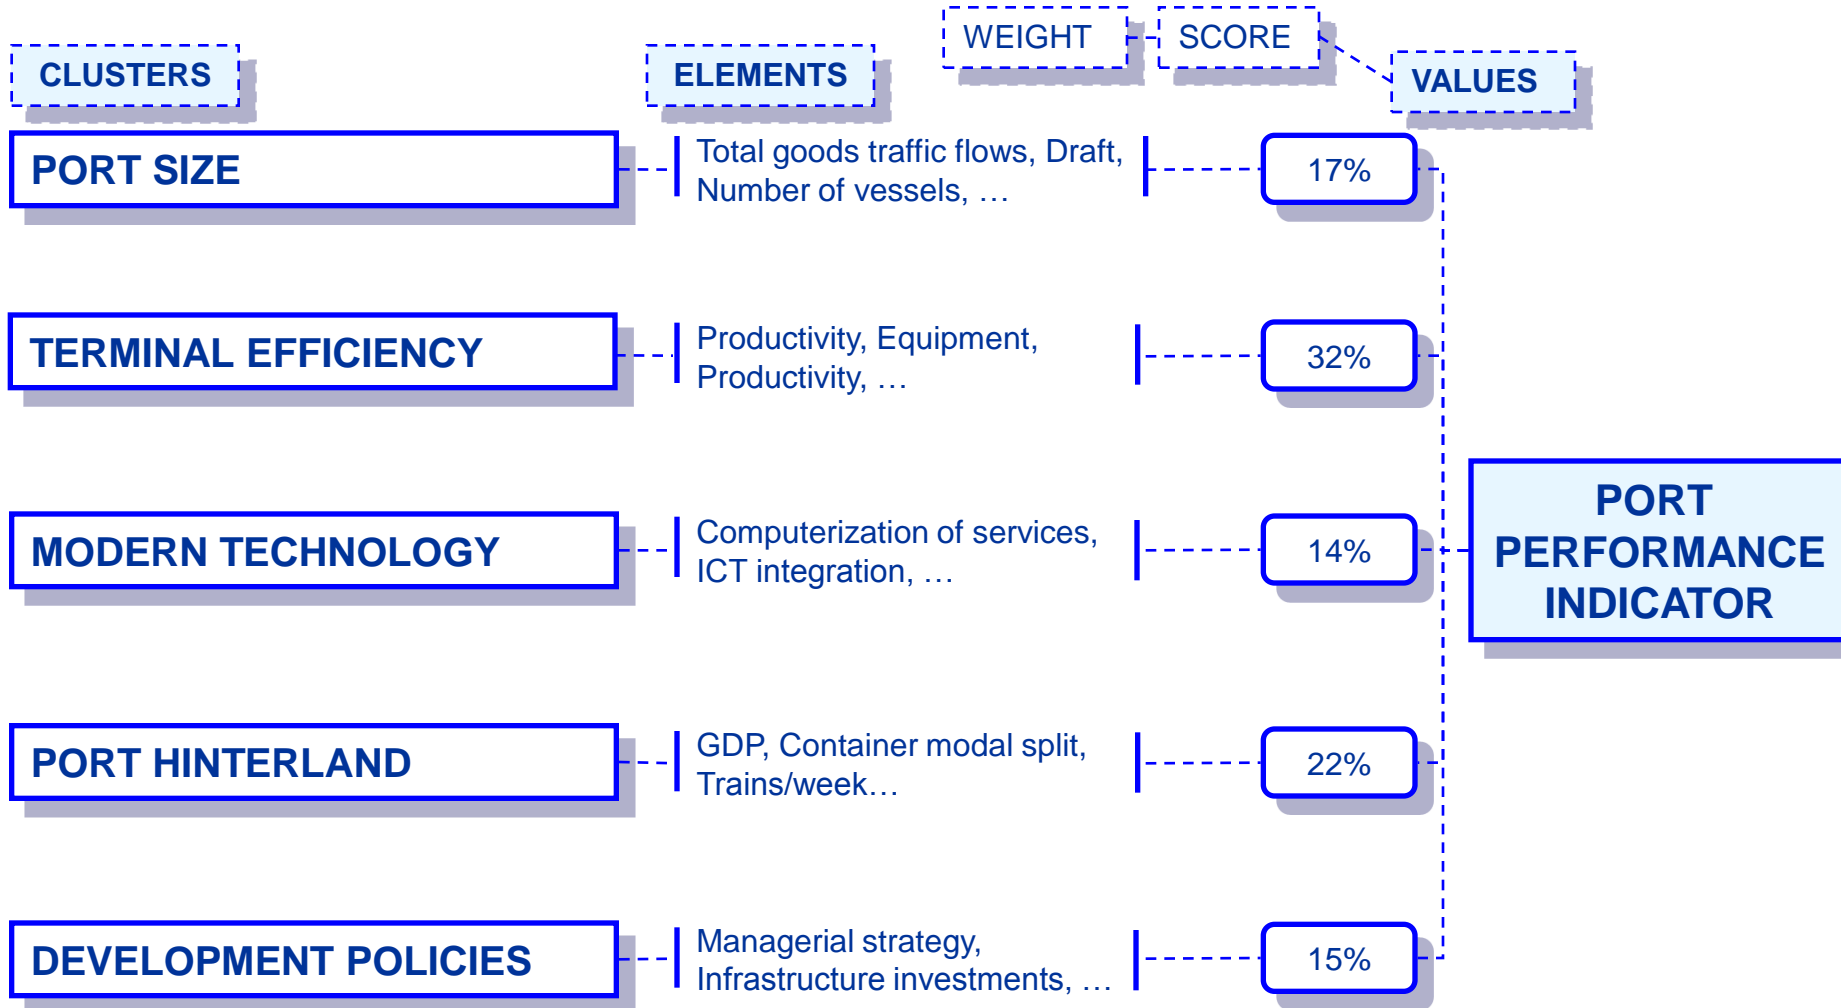 WEIGHT
SCORE
CLUSTERS
ELEMENTS
VALUES
PORT SIZE
Total goods traffic flows, Draft,
Number of vessels, …
17%
TERMINAL EFFICIENCY
Productivity, Equipment,
Productivity, …
32%
MODERN TECHNOLOGY
Computerization of services,
ICT integration, …
14%
PORT
PERFORMANCE
INDICATOR
PORT HINTERLAND
GDP, Container modal split,
Trains/week…
22%
DEVELOPMENT POLICIES
Managerial strategy,
Infrastructure investments, …
15%